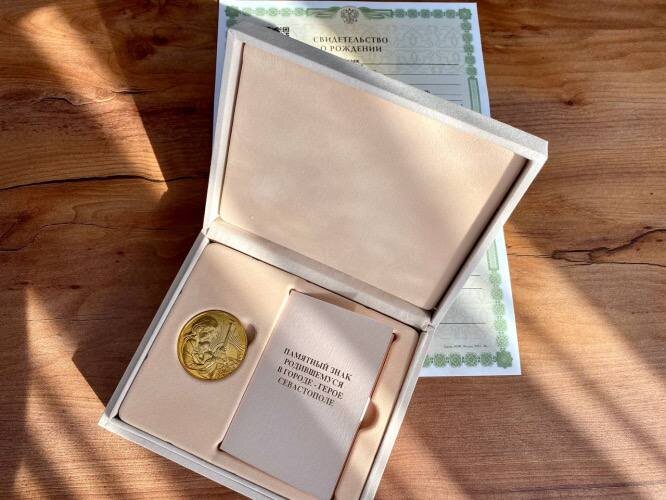 СВИДЕТЕЛЬСТВО
О РОЖДЕНИИ
ПАМЯТНЫЙ ЗНАК
РОДИВШЕМУСЯ
В ГОРОДЕ - ГЕРОЕ
СЕВАСТОПОЛЕ